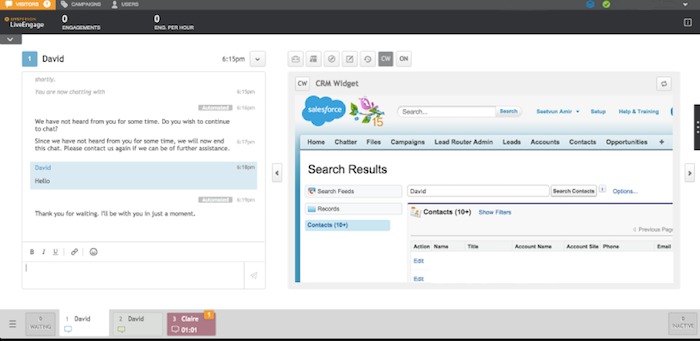 VISITORS
CAMPAIGNS
USERS
LIVEPERSON
LiveEngage
0
ENGAGEMENTS
0
ENG. PER HOUR
1 David 6:15pm
shortly.
You are now chatting with 6:15pm
Automated 6:16pm
We have not heard from you for some time. Do you wish to continue
to chat?
Since we have not heard from you for some time, we will now end 6:17pm
this chat. Please contact us again if we can be of further assistance.
David 6:18pm
Hello
Automated 6:19pm
Thank you for waiting. I'll be with you in just a moment.
B I U
CW ON
CW CRM Widget
salesforce
15
Search... Search Saatvun Amir Setup Help & Training
Home Chatter Files Campaigns Lead Router Admin Leads Accounts Contacts Opportunities +
Search Results
Search Feeds
Records
Contacts (10+)
David Search Contacts Options...
Contacts (10+) Show Filters
Previous Page
Action Name Title Account Name Account Site Phone Email
Edit
Edit
0
WAITING
1 David
2 David
3 Claire
01:01
1
0
INACTIVE